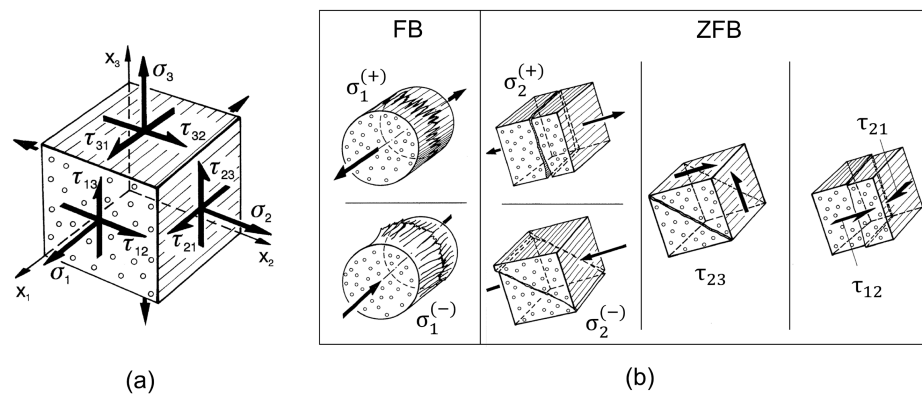 FB
ZFB
x₃
σ₃
σ₁⁽⁺⁾
σ₂⁽⁺⁾
τ₃₂
τ₃₁
τ₂₁
τ₁₃
τ₂₃
σ₂
τ₁₂
τ₂₁
x₂
σ₁
x₁
τ₂₃
τ₁₂
σ₁⁽⁻⁾
σ₂⁽⁻⁾
(a)
(b)